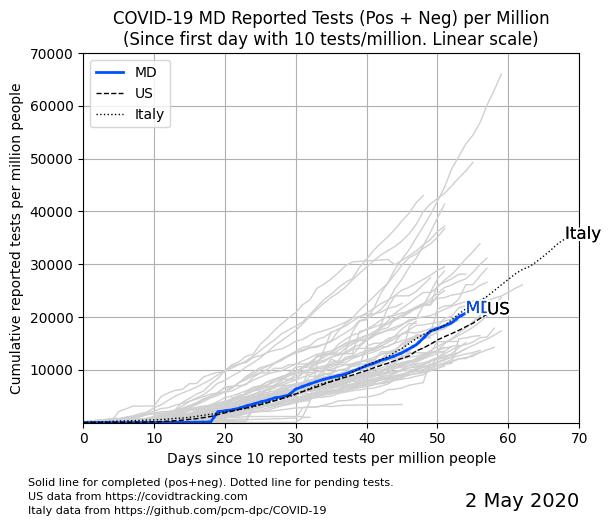 COVID-19 MD Reported Tests (Pos + Neg) per Million
(Since first day with 10 tests/million. Linear scale)
Cumulative reported tests per million people
70000
60000
50000
40000
30000
20000
10000
MD
US
Italy
Italy
MD
US
0 10 20 30 40 50 60 70
Days since 10 reported tests per million people
Solid line for completed (pos+neg). Dotted line for pending tests.
US data from https://covidtracking.com
Italy data from https://github.com/pcm-dpc/COVID-19
2 May 2020